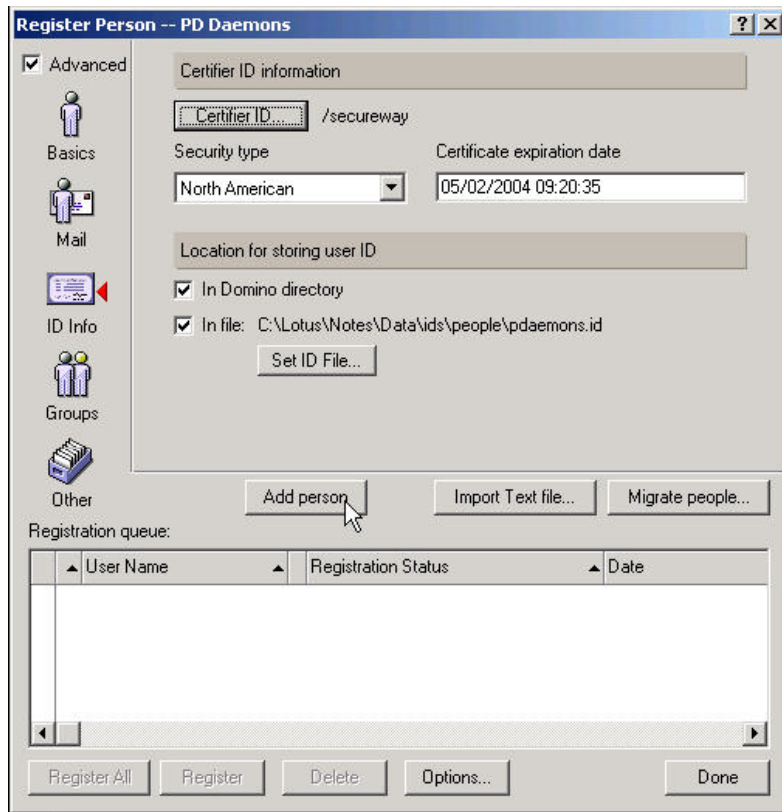 Register Person -- PD Daemons
Advanced
Basics
Mail
ID Info
Groups
Other
Certifier ID information
Certifier ID... /secureway
Security type Certificate expiration date
North American 05/02/2004 09:20:35
Location for storing user ID
In Domino directory
In file: C:\Lotus\Notes\Data\ids\people\pdaemons.id
Set ID File...
Add person Import Text file... Migrate people...
Registration queue:
User Name Registration Status Date
Register All Register Delete Options... Done